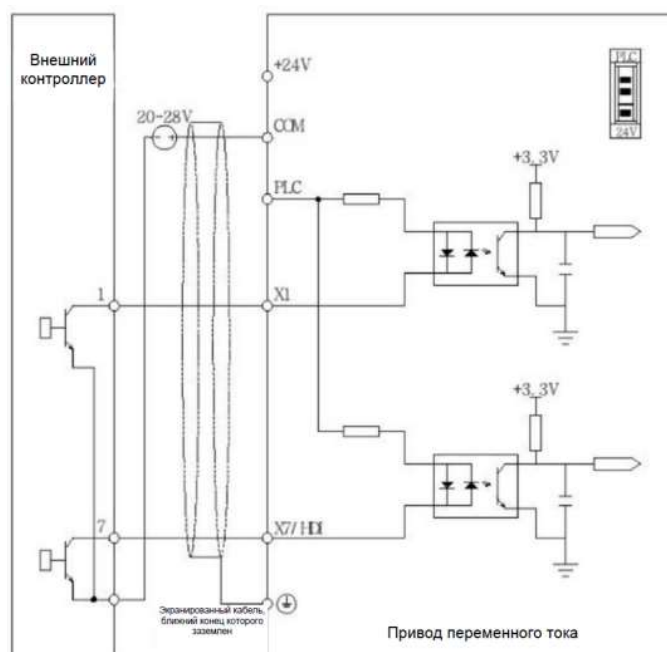 Внешний
контроллер
+24V
PLC
24V
20-28V
COM
+3, 3V
PLC
1
X1
+3, 3V
7
X7/ HDI
Экранированный кабель,
ближний конец которого
заземлен
Привод переменного тока